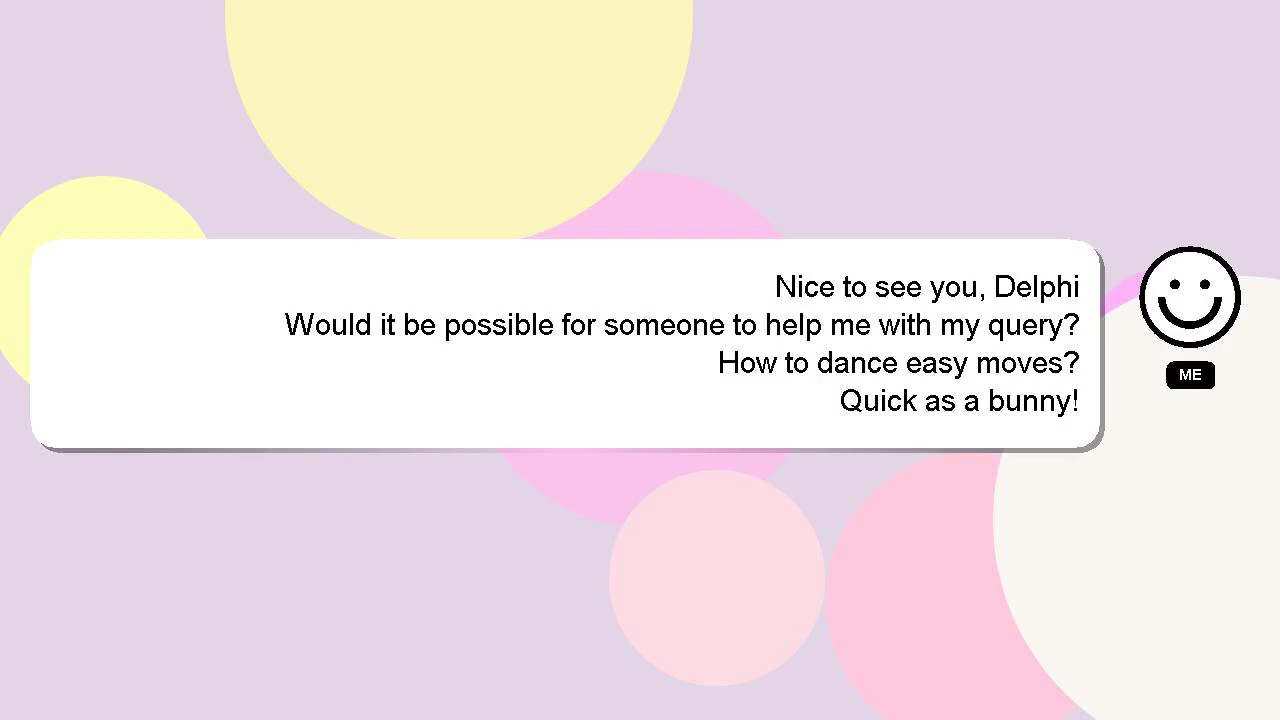 Nice to see you, Delphi
Would it be possible for someone to help me with my query?
How to dance easy moves?
Quick as a bunny!
ME